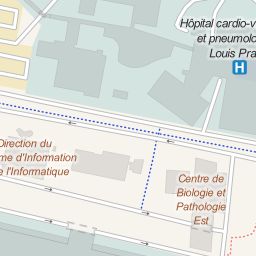 Hôpital cardio-v
et pneumolo
Louis Pra
H
Direction du
me d'Information
e l'Informatique
Centre de
Biologie et
Pathologie
Est